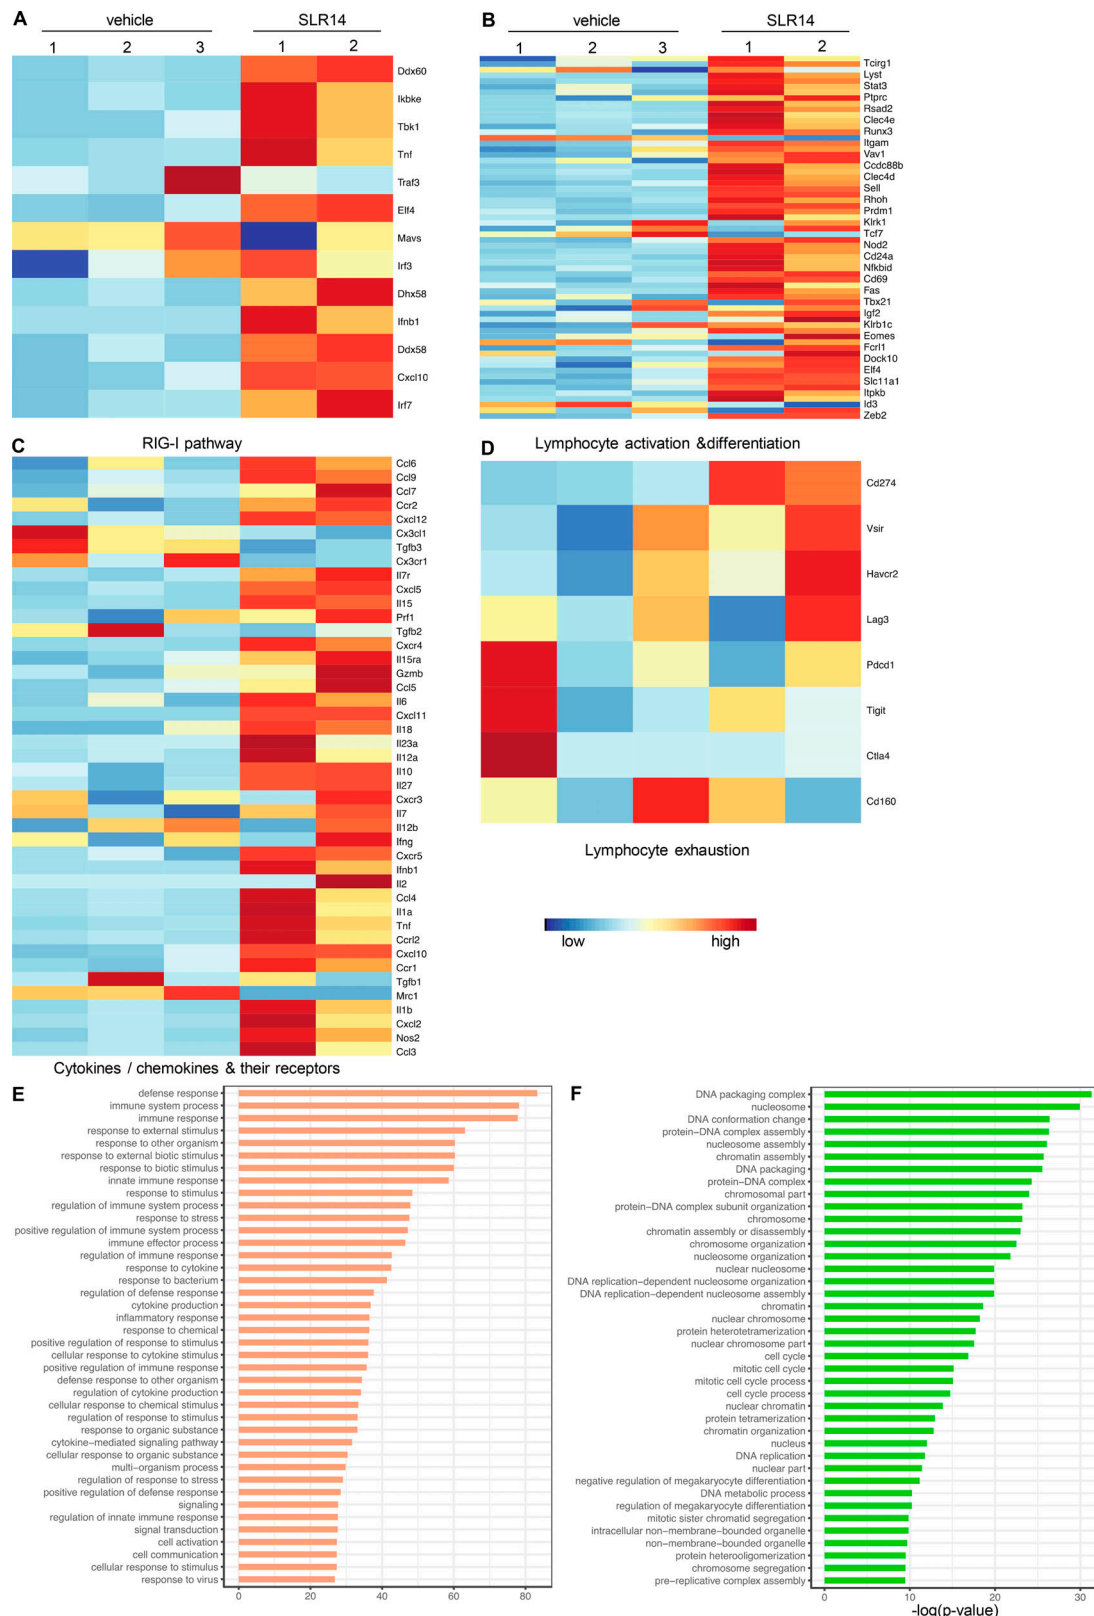 A
vehicle
SLR14
1 2 3 1 2
Ddx60
Ikbke
Tbk1
Tnf
Traf3
Elf4
Mavs
Irf3
Dhx58
Ifnb1
Ddx58
Cxcl10
Irf7
RIG-I pathway
B
vehicle
SLR14
1 2 3 1 2
Tcirg1
Lyst
Stat3
Ptprc
Rsad2
Clec4e
Runx3
Itgam
Vav1
Ccdc88b
Clec4d
Sell
Rhoh
Prdm1
Klrk1
Tcf7
Nod2
Cd24a
Nfkbid
Cd69
Fas
Tbx21
Igf2
Klrb1c
Eomes
Fcrl1
Dock10
Elf4
Slc11a1
Itpkb
Id3
Zeb2
Lymphocyte activation &differentiation
C
Ccl6
Ccl9
Ccl7
Ccr2
Cxcl12
Cx3cl1
Tgfb3
Cx3cr1
Il7r
Cxcl5
Il15
Prf1
Tgfb2
Cxcr4
Il15ra
Gzmb
Ccl5
Il6
Cxcl11
Il18
Il23a
Il12a
Il10
Il27
Cxcr3
Il7
Il12b
Ifng
Cxcr5
Ifnb1
Il2
Ccl4
Il1a
Tnf
Ccrl2
Cxcl10
Ccr1
Tgfb1
Mrc1
Il1b
Cxcl2
Nos2
Ccl3
Cytokines / chemokines & their receptors
D
Cd274
Vsir
Havcr2
Lag3
Pdcd1
Tigit
Ctla4
Cd160
Lymphocyte exhaustion
low high
E
defense response
immune system process
immune response
response to external stimulus
response to other organism
response to external biotic stimulus
response to biotic stimulus
innate immune response
response to stimulus
regulation of immune system process
response to stress
positive regulation of immune system process
immune effector process
regulation of immune response
response to cytokine
response to bacterium
regulation of defense response
cytokine production
inflammatory response
response to chemical
positive regulation of response to stimulus
cellular response to cytokine stimulus
positive regulation of immune response
defense response to other organism
regulation of cytokine production
cellular response to chemical stimulus
regulation of response to stimulus
response to organic substance
cytokine−mediated signaling pathway
cellular response to organic substance
multi−organism process
regulation of response to stress
positive regulation of defense response
signaling
regulation of innate immune response
signal transduction
cell activation
cell communication
cellular response to stimulus
response to virus
0 20 40 60 80
F
DNA packaging complex
nucleosome
DNA conformation change
protein−DNA complex assembly
nucleosome assembly
chromatin assembly
DNA packaging
protein−DNA complex
chromosomal part
protein−DNA complex subunit organization
chromosome
chromatin assembly or disassembly
chromosome organization
nucleosome organization
nuclear nucleosome
DNA replication−dependent nucleosome organization
DNA replication−dependent nucleosome assembly
chromatin
nuclear chromosome
protein heterotetramerization
nuclear chromosome part
cell cycle
mitotic cell cycle
mitotic cell cycle process
cell cycle process
nuclear chromatin
protein tetramerization
chromatin organization
nucleus
DNA replication
nuclear part
negative regulation of megakaryocyte differentiation
DNA metabolic process
regulation of megakaryocyte differentiation
mitotic sister chromatid segregation
intracellular non−membrane−bounded organelle
non−membrane−bounded organelle
protein heterooligomerization
chromosome segregation
pre−replicative complex assembly
0 10 20 30
-log(p-value)